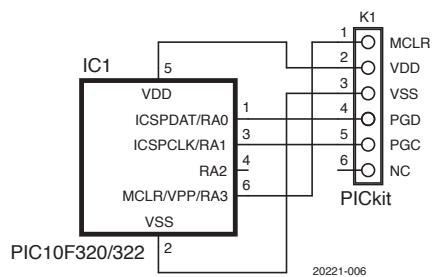 K1
1 MCLR
IC1
5
2 VDD
VDD
3 VSS
ICSPDAT/RA0 1
4 PGD
ICSPCLK/RA1 3
5 PGC
RA2 4
6 NC
MCLR/VPP/RA3 6
PICkit
VSS
PIC10F320/322
2
20221-006